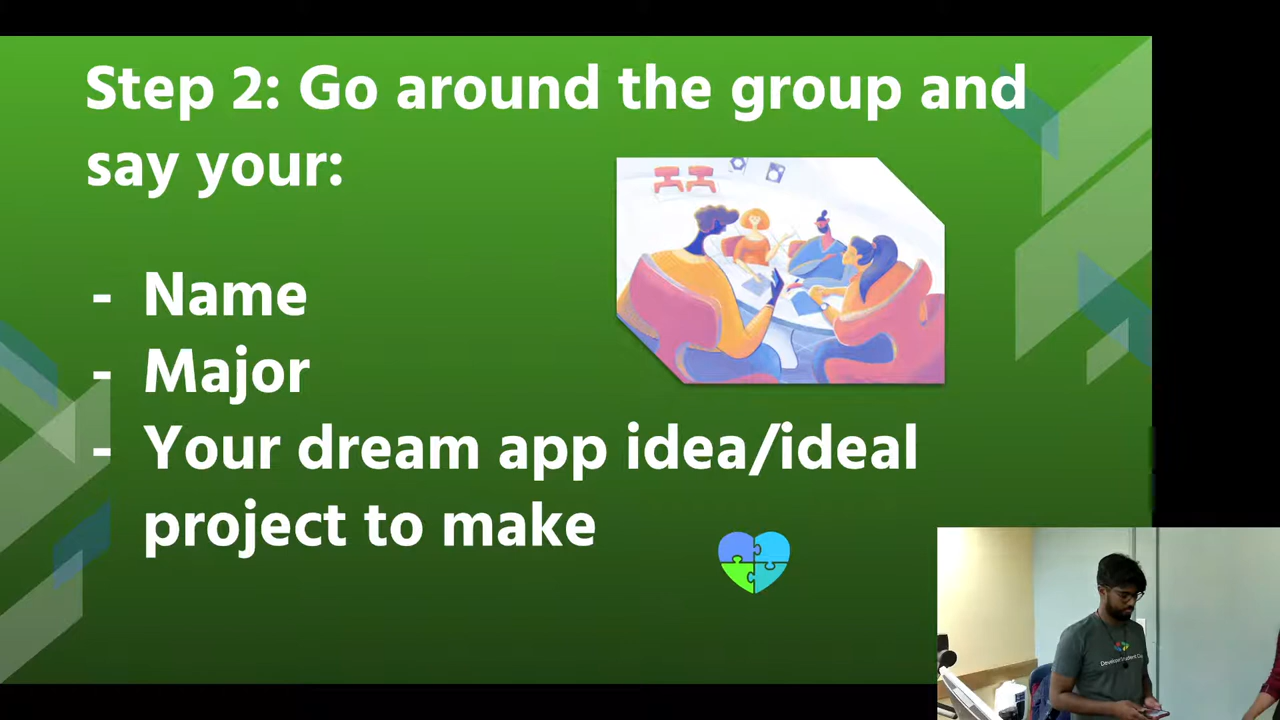 Step 2: Go around the group and
say your:
- Name
- Major
- Your dream app idea/ideal
project to make